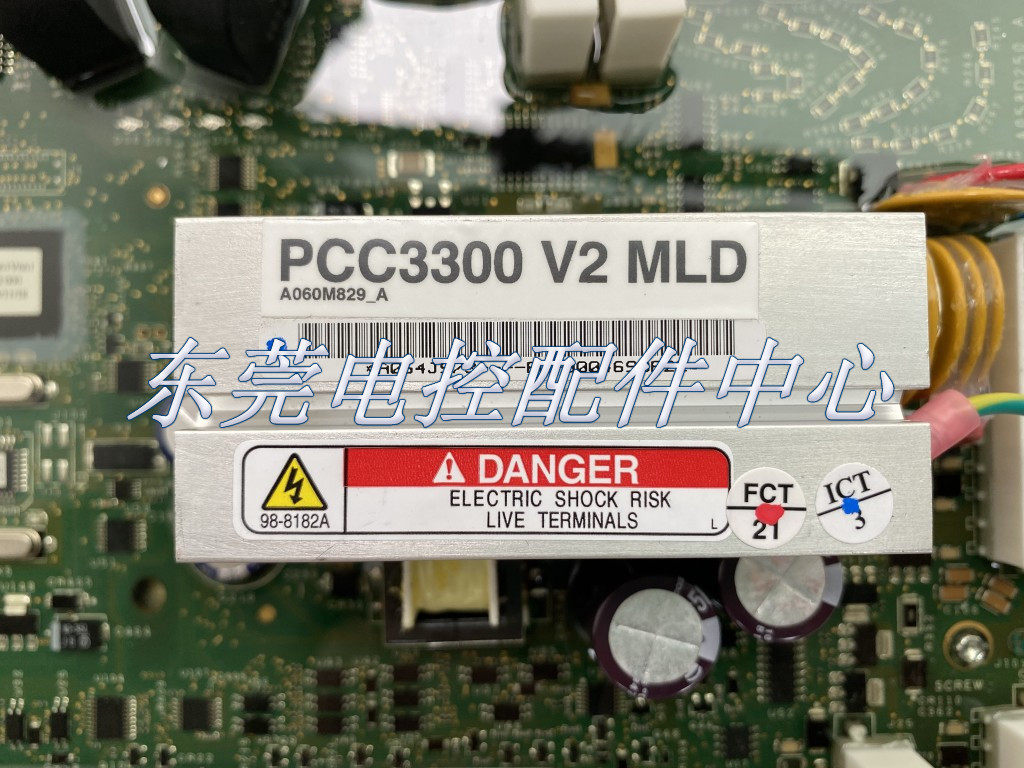 PCC3300 V2 MLD
A060M829_A
东莞电控配件中心
DANGER
ELECTRIC SHOCK RISK
LIVE TERMINALS
98-8182A
L
FCT
21
ICT
3
SCREW